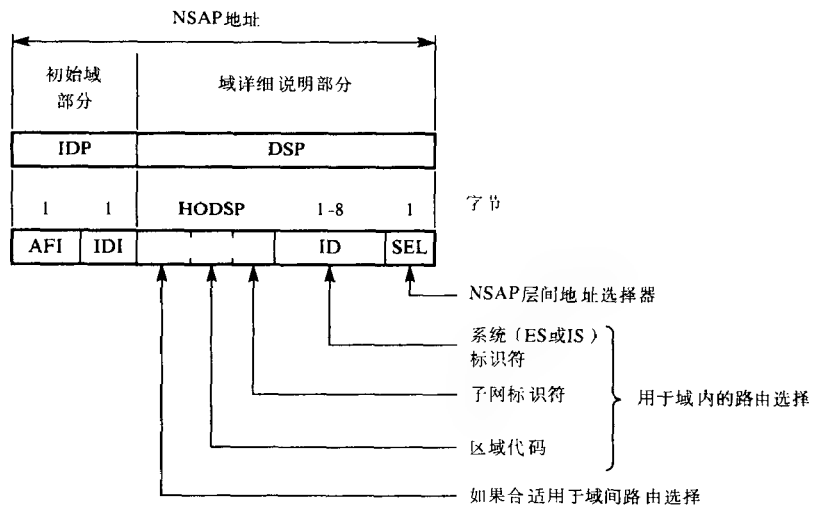 NSAP地址
初始域
部分
域详细说明部分
IDP
DSP
1
1
HODSP
1-8
1
字节
AFI
IDI
ID
SEL
NSAP层间地址选择器
系统（ES或IS）
标识符
子网标识符
用于域内的路由选择
区域代码
如果合适用于域间路由选择